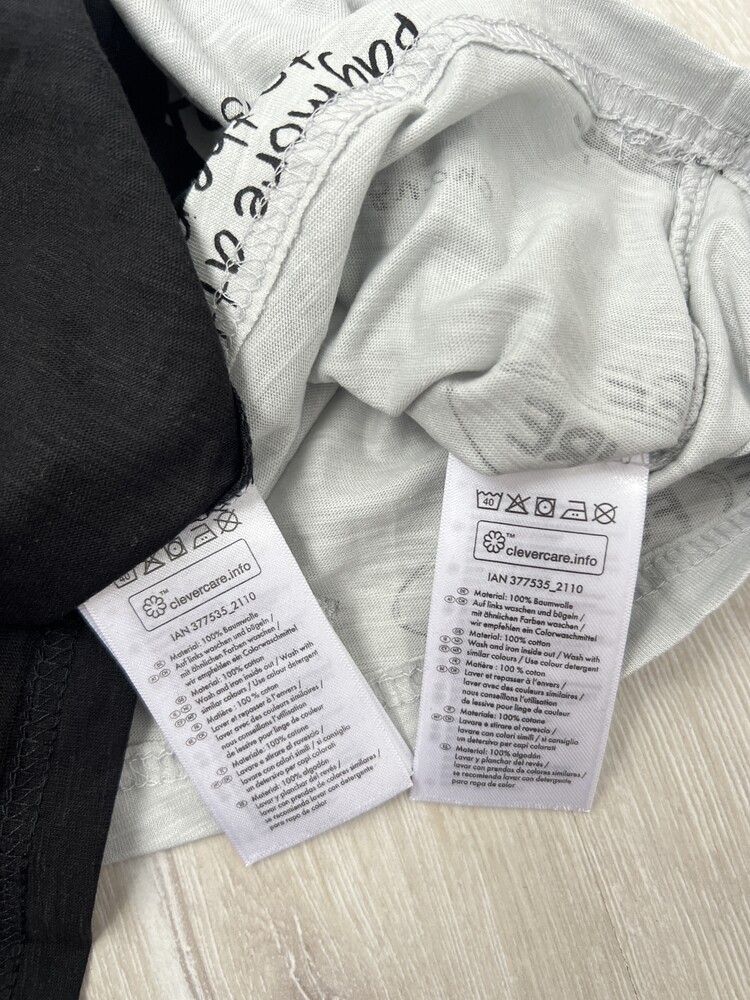 pay more at
the
40
clevercare.info
IAN 377535_2110
Material: 100% Baumwolle
Auf links waschen und bügeln /
mit ähnlichen Farben waschen /
wir empfehlen ein Colorwaschmittel
Material: 100% cotton
Wash and iron inside out / Wash with
similar colours / Use colour detergent
Matière : 100 % coton
Laver et repasser à l'envers /
laver avec des couleurs similaires /
nous conseillons l'utilisation
de lessive pour linge de couleur
Materiale: 100% cotone
Lavare e stirare al rovescio /
lavare con colori simili / si consiglia
un detersivo per capi colorati
Material: 100% algodón
Lavar y planchar del revés /
lavar con prendas de colores similares /
se recomienda lavar con detergente
para ropa de color
40
TM
clevercare.info
IAN 377535_2110
Material: 100% Baumwolle
Auf links waschen und bügeln /
mit ähnlichen Farben waschen /
wir empfehlen ein Colorwaschmittel
Material: 100% cotton
Wash and iron inside out / Wash with
similar colours / Use colour detergent
Matière : 100 % coton
Laver et repasser à l'envers /
laver avec des couleurs similaires /
nous conseillons l'utilisation
de lessive pour linge de couleur
Materiale: 100% cotone
Lavare e stirare al rovescio /
lavare con colori simili / si consiglia
un detersivo per capi colorati
Material: 100% algodón
Lavar y planchar del revés /
lavar con prendas de colores similares /
se recomienda lavar con detergente
para ropa de color